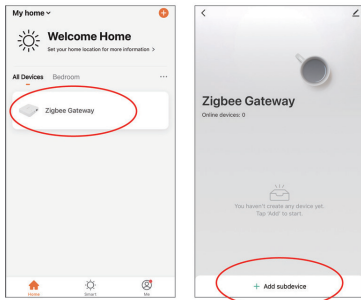 My home
Welcome Home
Set your home location for more information >
All Devices Bedroom
Zigbee Gateway
Home Smart Me
Zigbee Gateway
Online devices: 0
You haven't create any device yet.
Tap 'Add' to start.
+ Add subdevice